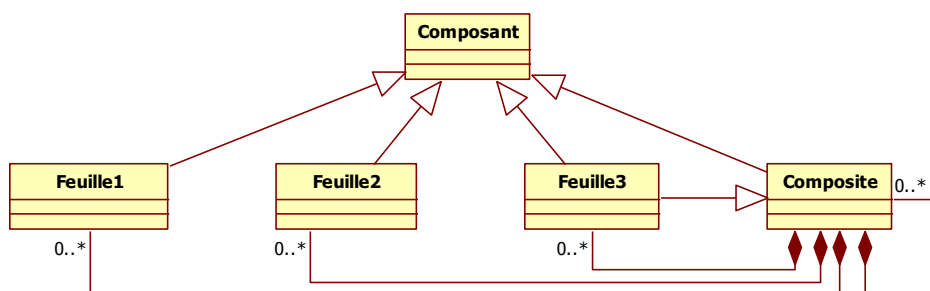 Composant
Feuille1
Feuille2
Feuille3
Composite
0..*
0..*
0..*
0..*